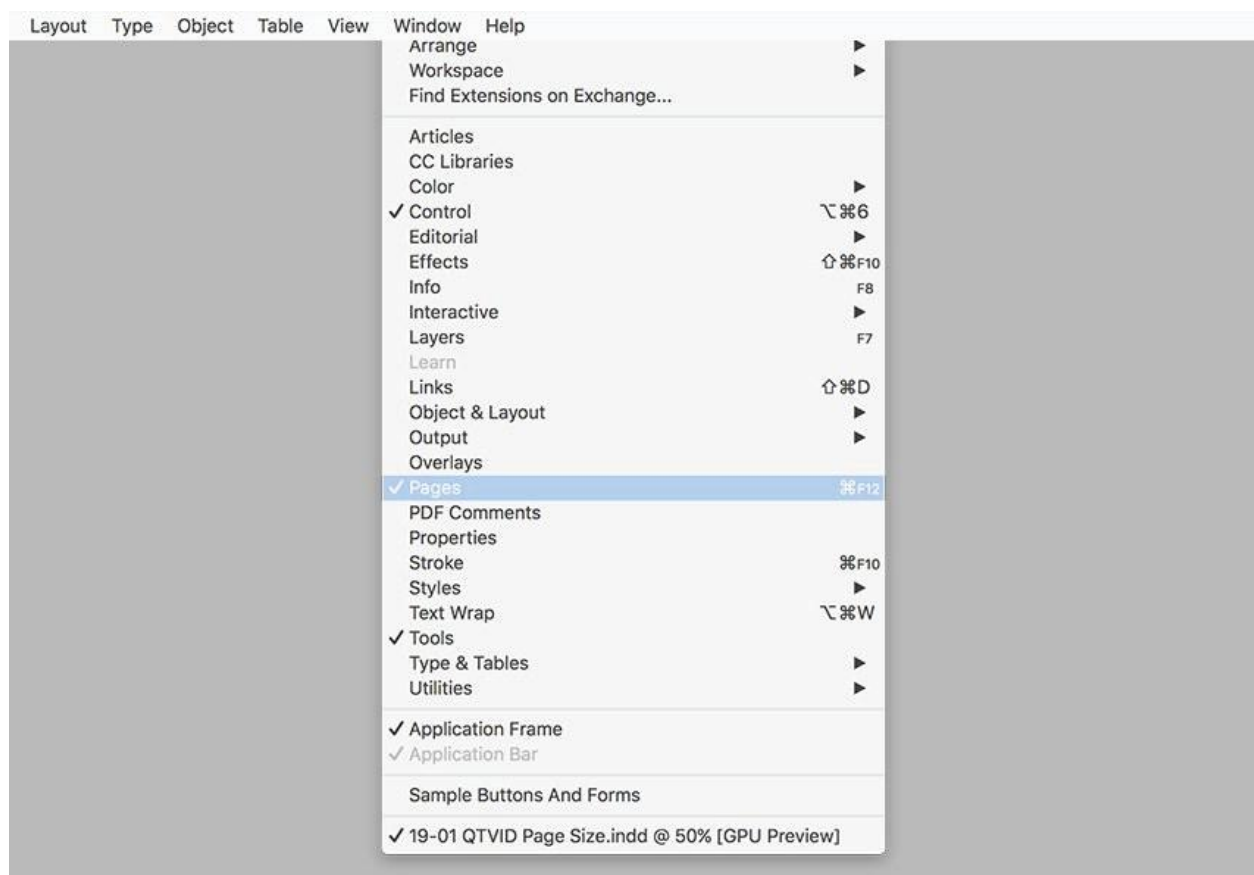 Layout Type Object Table View Window Help
Arrange ▶
Workspace ▶
Find Extensions on Exchange...
Articles
CC Libraries
Color ▶
✓ Control ⌥⌘6
Editorial ▶
Effects ⇧⌘F10
Info F8
Interactive ▶
Layers F7
Learn
Links ⇧⌘D
Object & Layout ▶
Output ▶
Overlays
✓ Pages ⌘F12
PDF Comments
Properties
Stroke ⌘F10
Styles ▶
Text Wrap ⌥⌘W
✓ Tools
Type & Tables ▶
Utilities ▶
✓ Application Frame
✓ Application Bar
Sample Buttons And Forms
✓ 19-01 QTVID Page Size.indd @ 50% [GPU Preview]